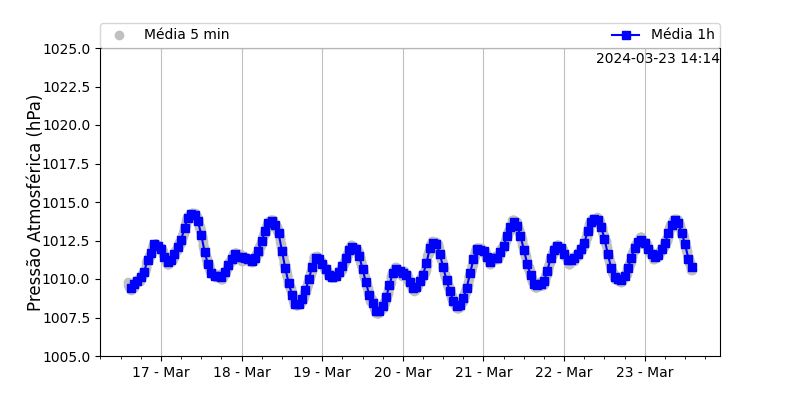 Média 5 min
Média 1h
2024-03-23 14:14
Pressão Atmosférica (hPa)
1025.0
1022.5
1020.0
1017.5
1015.0
1012.5
1010.0
1007.5
1005.0
17 - Mar
18 - Mar
19 - Mar
20 - Mar
21 - Mar
22 - Mar
23 - Mar